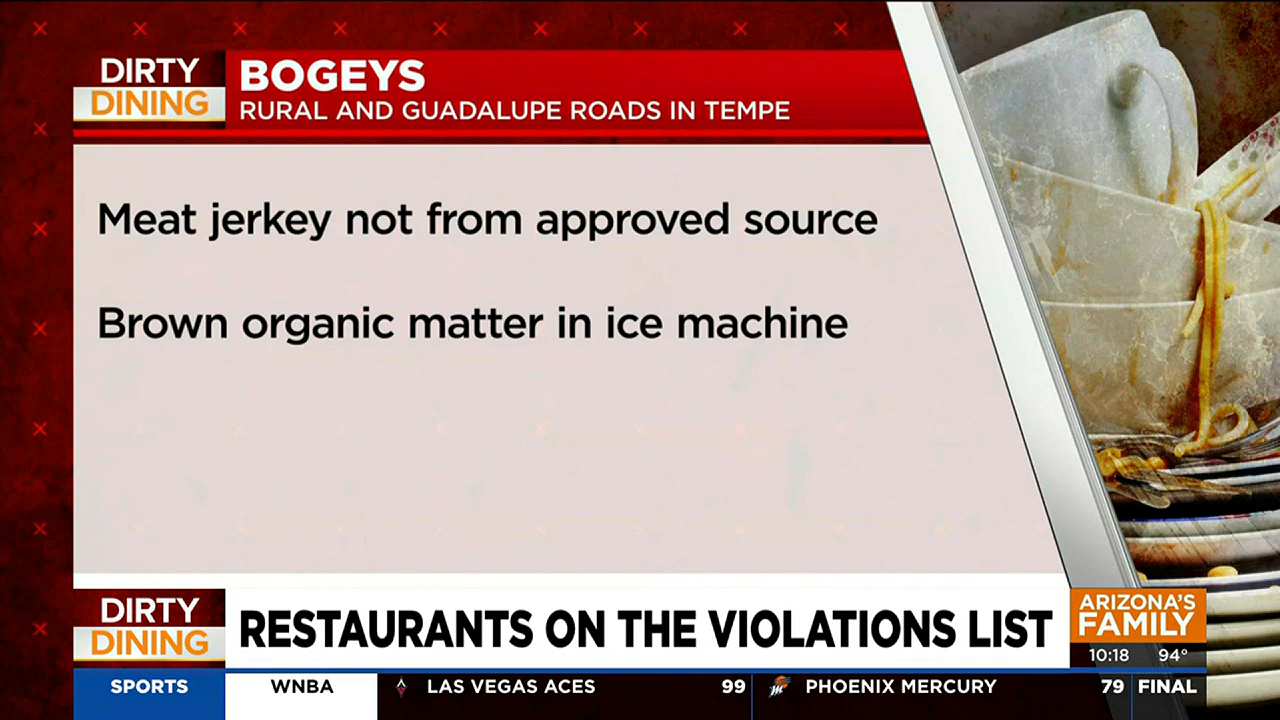 DIRTY
DINING
BOGEYS
RURAL AND GUADALUPE ROADS IN TEMPE
Meat jerkey not from approved source
Brown organic matter in ice machine
DIRTY
DINING
RESTAURANTS ON THE VIOLATIONS LIST
ARIZONA'S
FAMILY
10:18 94°
SPORTS WNBA LAS VEGAS ACES 99 PHOENIX MERCURY 79 FINAL